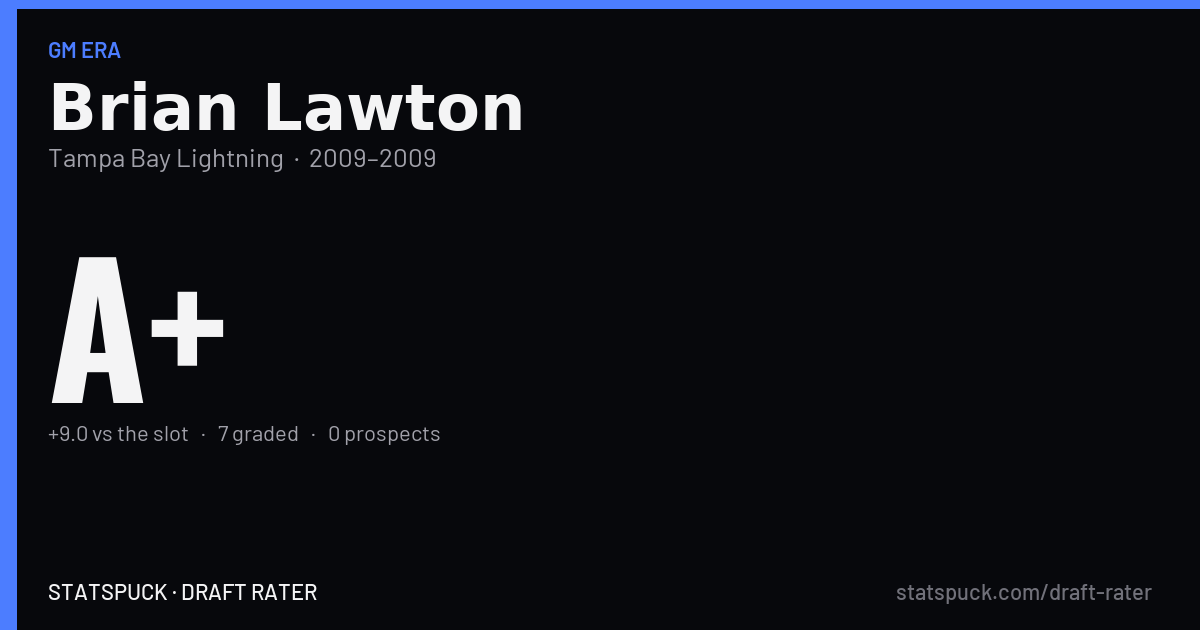 GM ERA
Brian Lawton
Tampa Bay Lightning · 2009–2009
A+
+9.0 vs the slot · 7 graded · 0 prospects
STATSPUCK · DRAFT RATER
statspuck.com/draft-rater